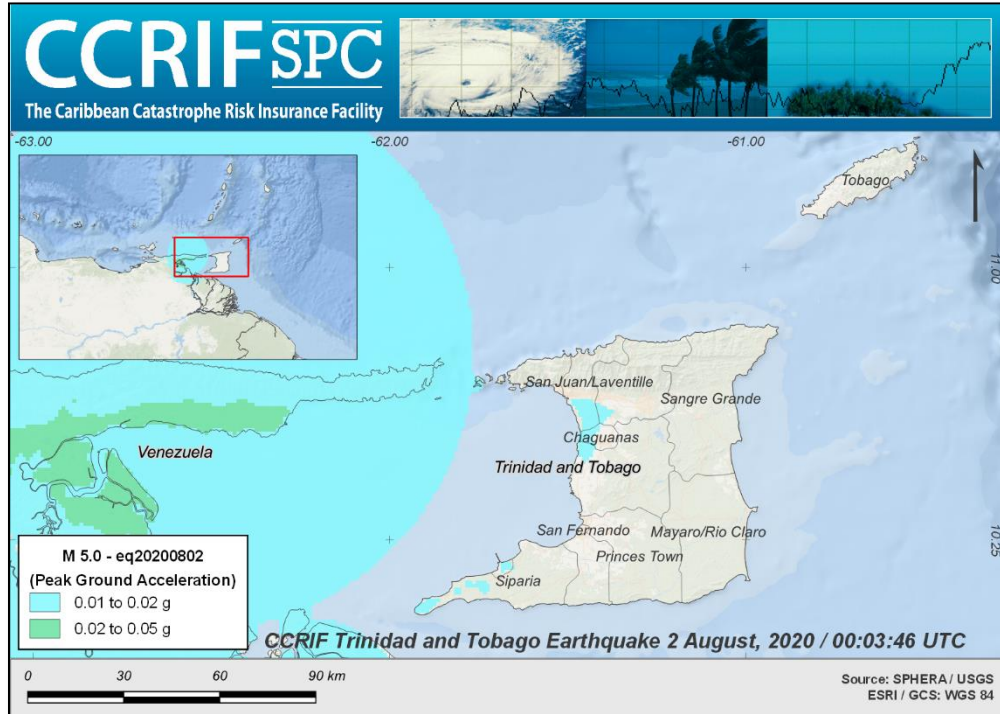 CCRIF SPC
The Caribbean Catastrophe Risk Insurance Facility
-63.00
-62.00
-61.00
Tobago
11.00
San Juan/Laventille
Sangre Grande
Chaguanas
Venezuela
Trinidad and Tobago
San Fernando
Mayaro/Rio Claro
10.25
Princes Town
Siparia
M 5.0 - eq20200802
(Peak Ground Acceleration)
0.01 to 0.02 g
0.02 to 0.05 g
CCRIF Trinidad and Tobago Earthquake 2 August, 2020 / 00:03:46 UTC
0 30 60 90 km
Source: SPHERA / USGS
ESRI / GCS: WGS 84